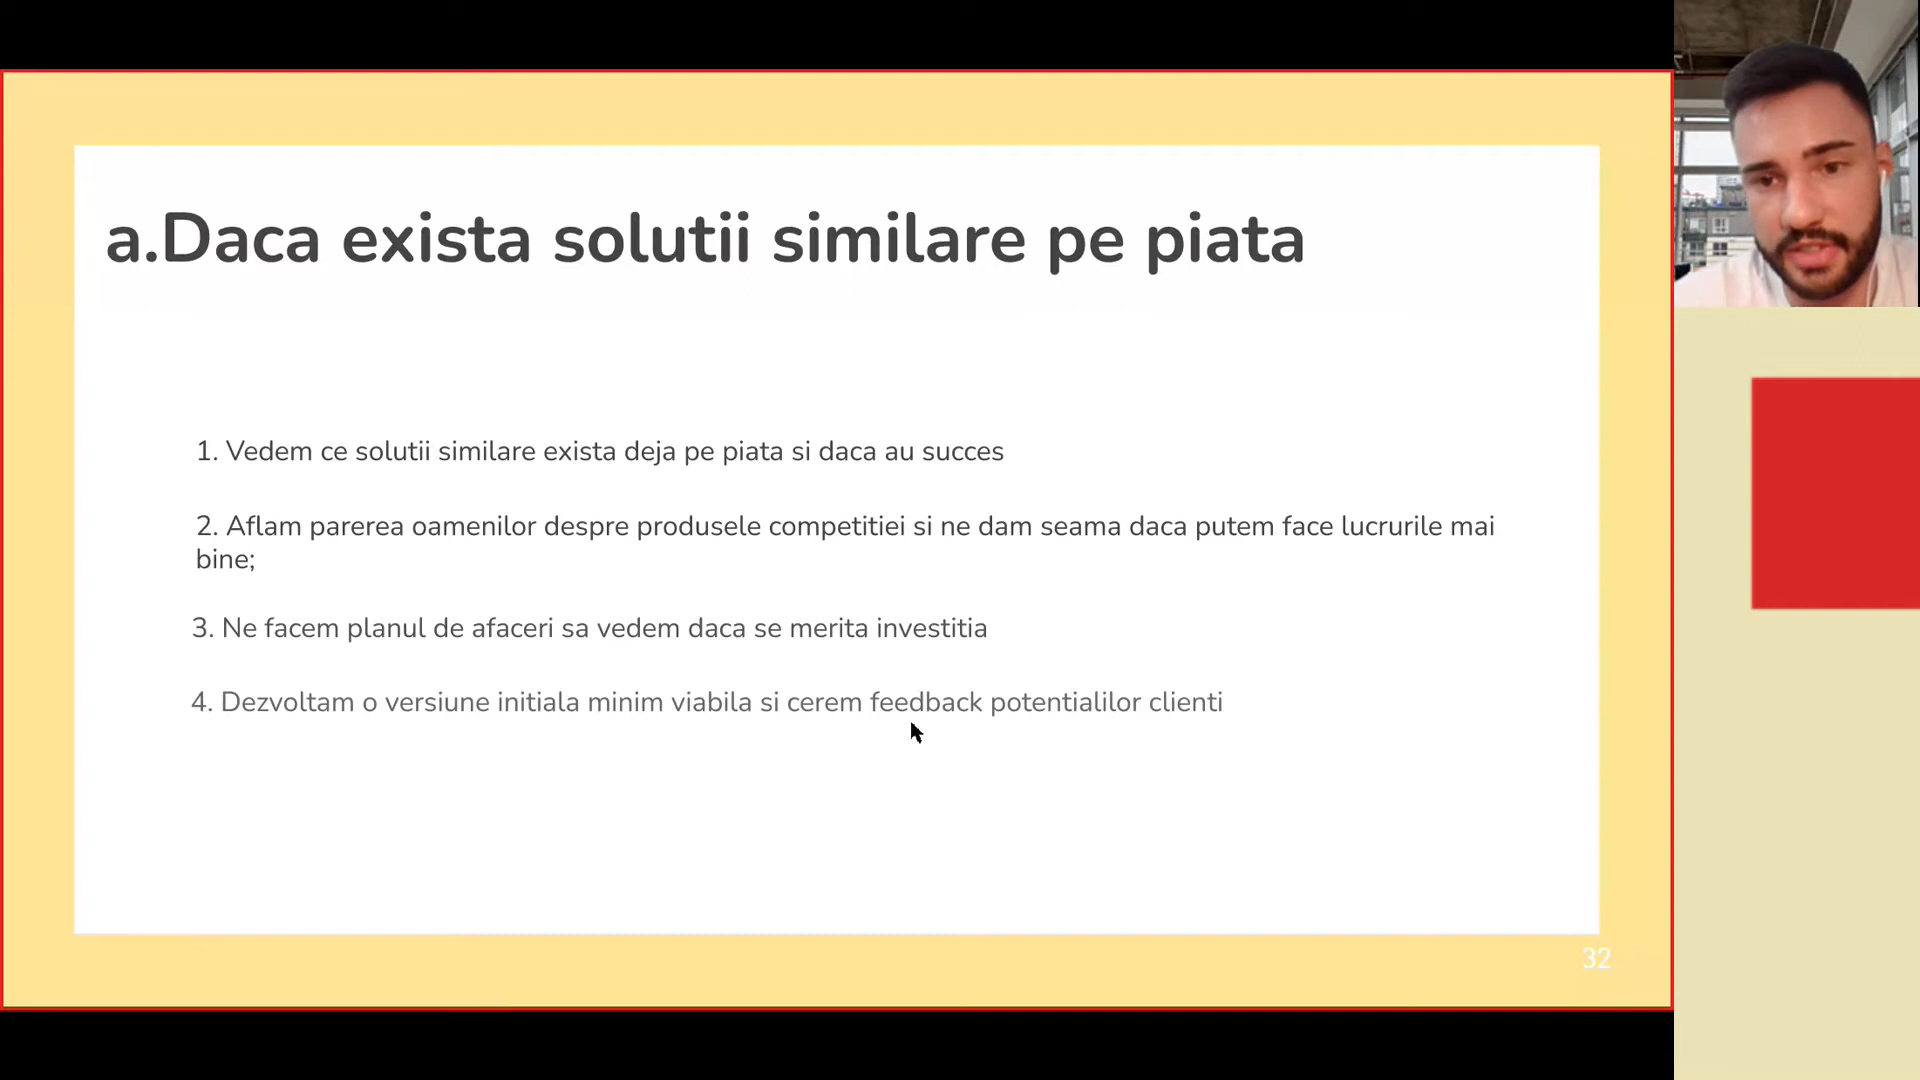 a.Daca exista solutii similare pe piata
1. Vedem ce solutii similare exista deja pe piata si daca au succes
2. Aflam parerea oamenilor despre produsele competitiei si ne dam seama daca putem face lucrurile mai
bine;
3. Ne facem planul de afaceri sa vedem daca se merita investitia
4. Dezvoltam o versiune initiala minim viabila si cerem feedback potentialilor clienti
32